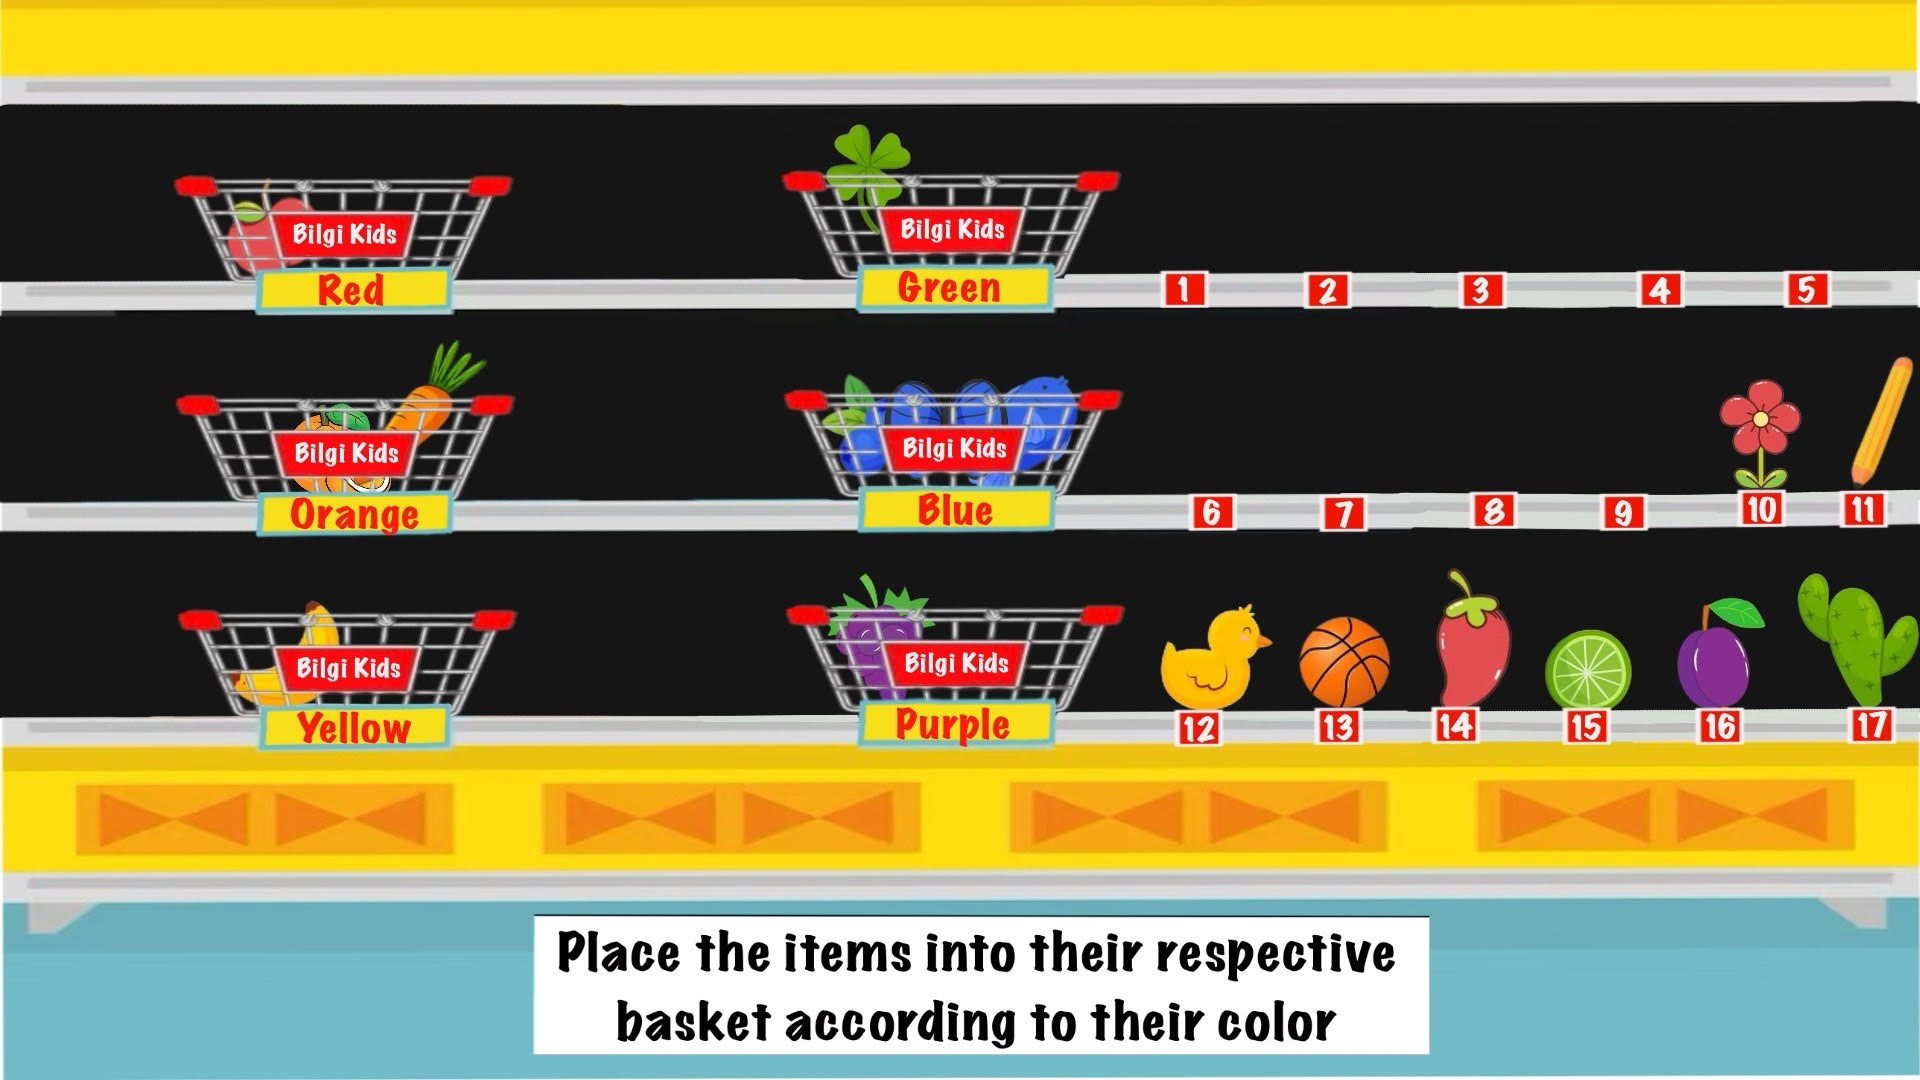 Bilgi Kids
Red
Bilgi Kids
Green
1
2
3
4
5
Bilgi Kids
Orange
Bilgi Kids
Blue
6
7
8
9
10
11
Bilgi Kids
Yellow
Bilgi Kids
Purple
12
13
14
15
16
17
Place the items into their respective
basket according to their color